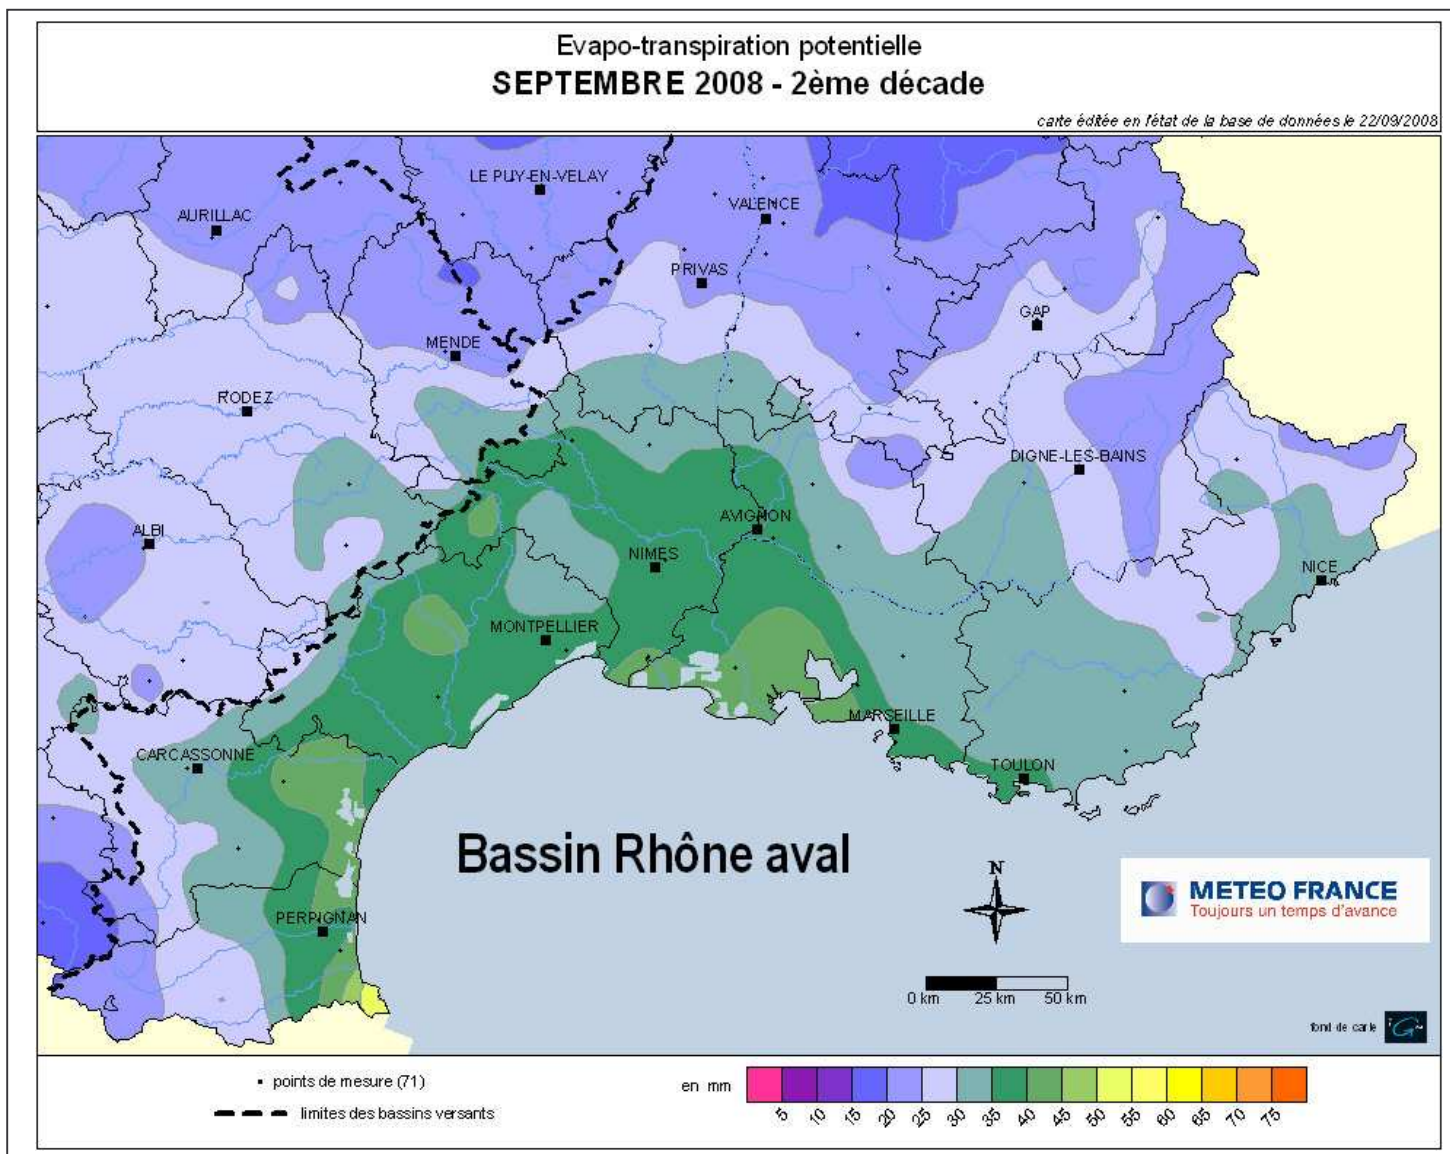 Evapo-transpiration potentielle
SEPTEMBRE 2008 - 2ème décade
carte éditée en l'état de la base de données le 22/09/2008
LE PUY-EN-VELAY
AURILLAC
VALENCE
PRIVAS
GAP
MENDE
RODEZ
DIGNE-LES-BAINS
AVIGNON
ALBI
NIMES
NICE
MONTPELLIER
MARSEILLE
CARCASSONNE
TOULON
Bassin Rhône aval
N
METEO FRANCE
Toujours un temps d'avance
PERPIGNAN
0 km 25 km 50 km
fond de carte
points de mesure (71)
en mm
limites des bassins versants
5 10 15 20 25 30 35 40 45 50 55 60 65 70 75